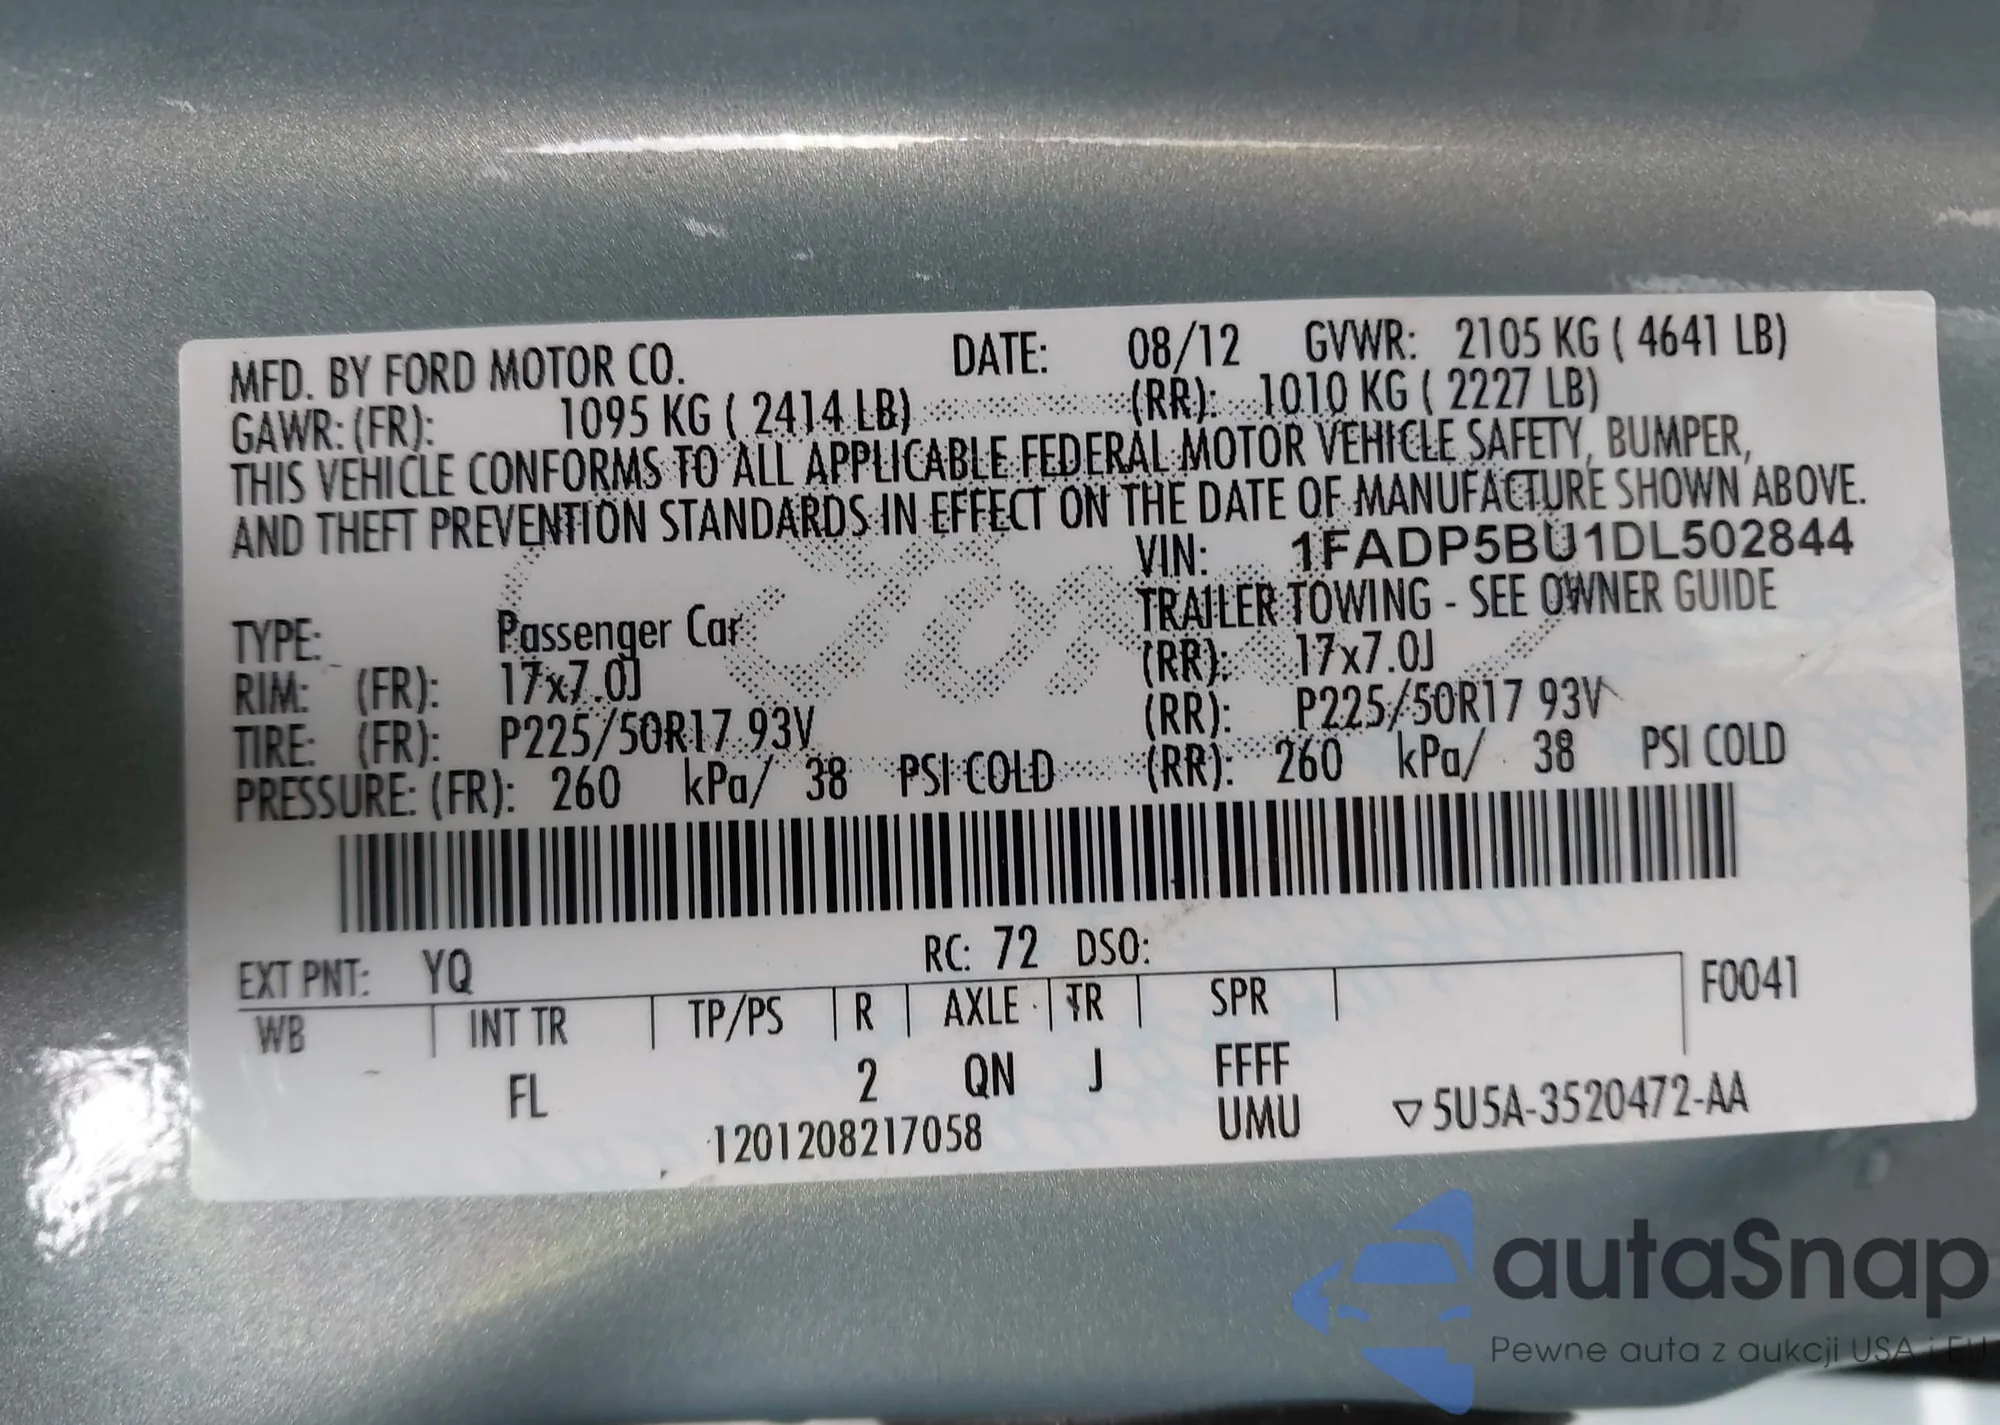 MFD. BY FORD MOTOR CO. DATE: 08/12 GVWR: 2105 KG ( 4641 LB)
GAWR: (FR): 1095 KG ( 2414 LB) (RR): 1010 KG ( 2227 LB)
THIS VEHICLE CONFORMS TO ALL APPLICABLE FEDERAL MOTOR VEHICLE SAFETY, BUMPER,
AND THEFT PREVENTION STANDARDS IN EFFECT ON THE DATE OF MANUFACTURE SHOWN ABOVE.
VIN: 1FADP5BU1DL502844
TYPE: Passenger Car TRAILER TOWING - SEE OWNER GUIDE
RIM: (FR): 17x7.0J (RR): 17x7.0J
TIRE: (FR): P225/50R17 93V (RR): P225/50R17 93V
PRESSURE: (FR): 260 kPa/ 38 PSI COLD (RR): 260 kPa/ 38 PSI COLD
EXT PNT: YQ RC: 72 DSO:
WB INT TR TP/PS R AXLE TR SPR F0041
FL 2 QN J FFFF
UMU
1201208217058 ▽5U5A-3520472-AA
autaSnap
Pewne auta z aukcji USA i EU